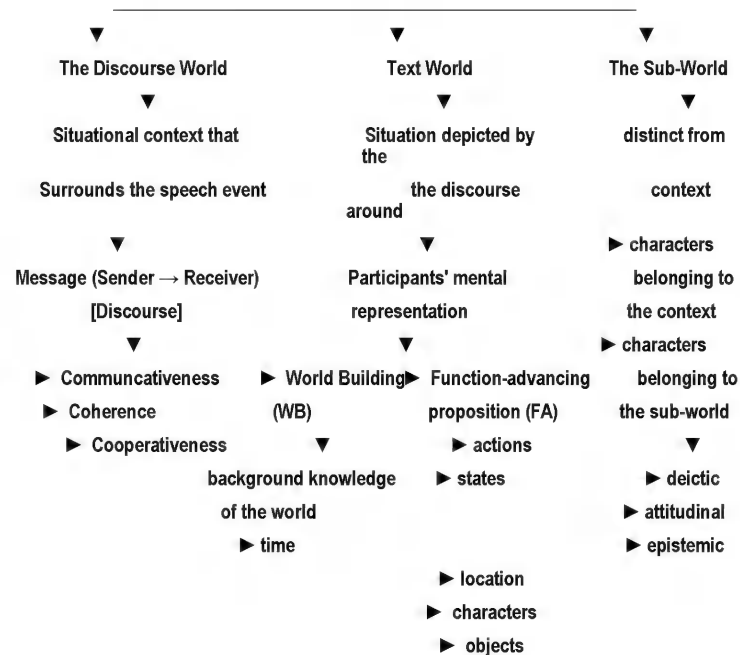 The Discourse World
Text World
The Sub-World
Situational context that
Surrounds the speech event
Message (Sender → Receiver)
[Discourse]
► Communcativeness
► Coherence
► Cooperativeness
Situation depicted by
the
the discourse
around
Participants' mental
representation
► World Building
(WB)
background knowledge
of the world
► time
► Function-advancing
proposition (FA)
► actions
► states
► location
► characters
► objects
distinct from
context
► characters
belonging to
the context
► characters
belonging to
the sub-world
► deictic
► attitudinal
► epistemic